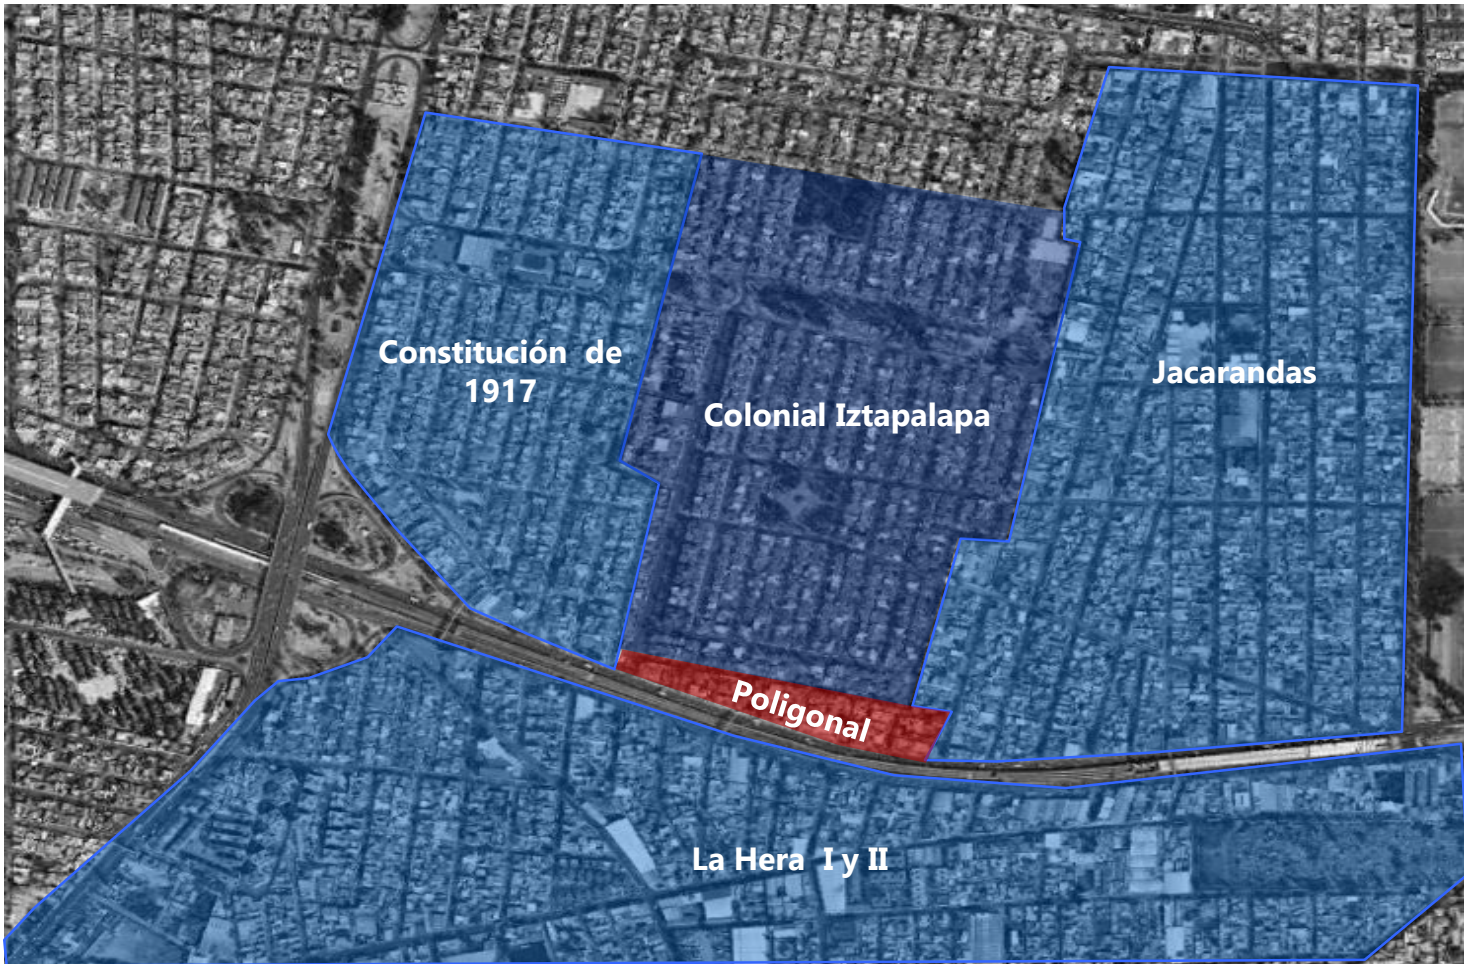 Constitución de
1917
Colonial Iztapalapa
Jacarandas
Poligonal
La Hera I y II